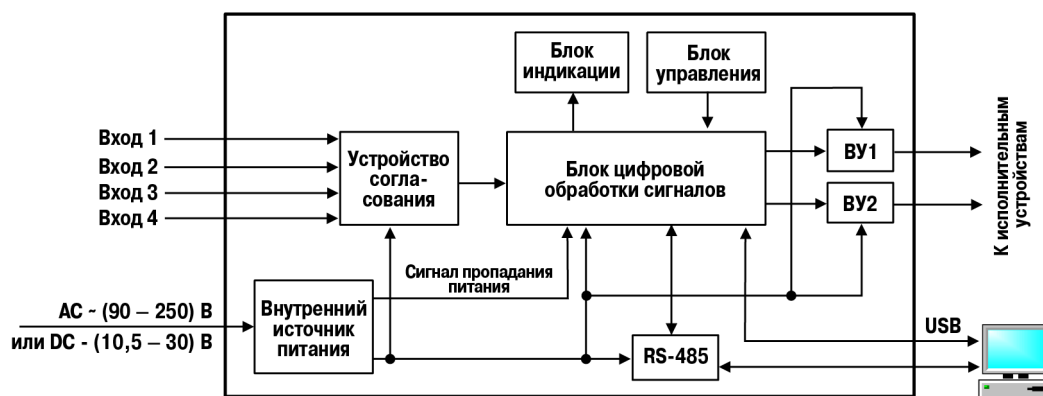 Блок
индикации
Блок
управления
Вход 1
Вход 2
Вход 3
Вход 4
Устройство
согла-
сования
Блок цифровой
обработки сигналов
ВУ1
ВУ2
К исполнительным
устройствам
Сигнал пропадания
питания
AC ~ (90 – 250) В
или DC - (10,5 – 30) В
Внутренний
источник
питания
RS-485
USB